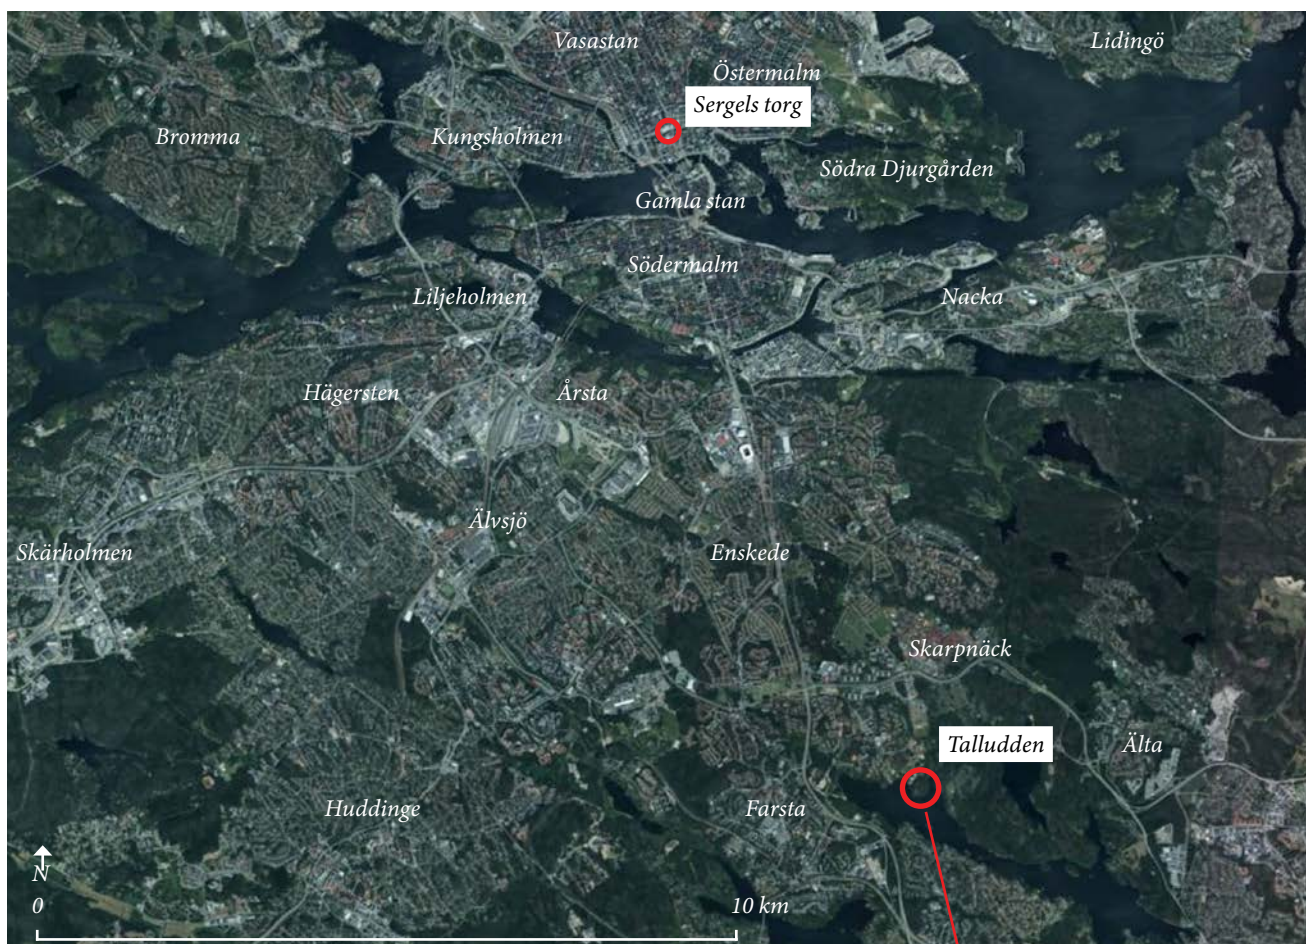 Vasastan
Lidingö
Östermalm
Sergels torg
Bromma
Kungsholmen
Södra Djurgården
Gamla stan
Södermalm
Liljeholmen
Nacka
Hägersten
Årsta
Älvsjö
Skärholmen
Enskede
Skarpnäck
Talludden
Älta
Huddinge
Farsta
N
0
10 km